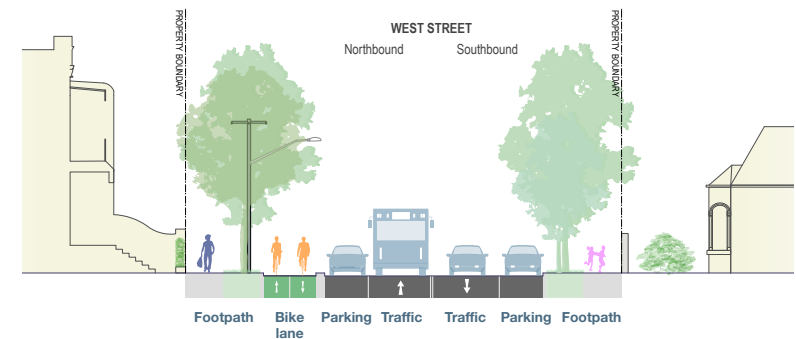 PROPERTY BOUNDARY
WEST STREET
PROPERTY BOUNDARY
Northbound Southbound
Footpath Bike lane Parking Traffic Traffic Parking Footpath